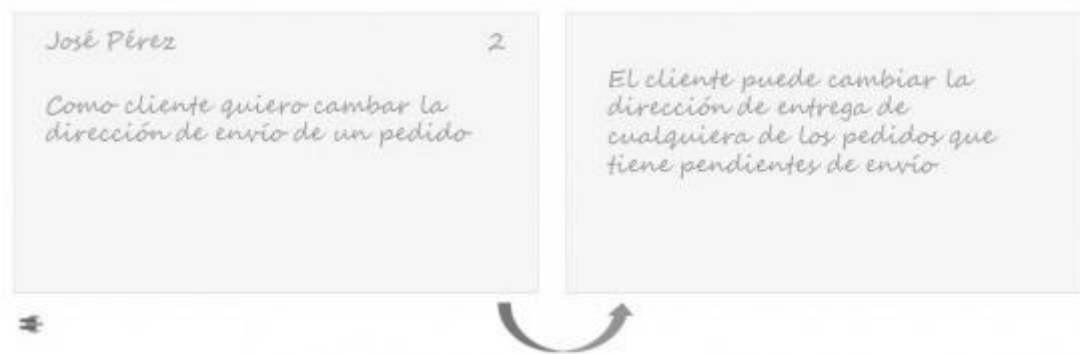 José Pérez 2
Como cliente quiero cambar la
dirección de envío de un pedido
El cliente puede cambiar la
dirección de entrega de
cualquiera de los pedidos que
tiene pendientes de envío